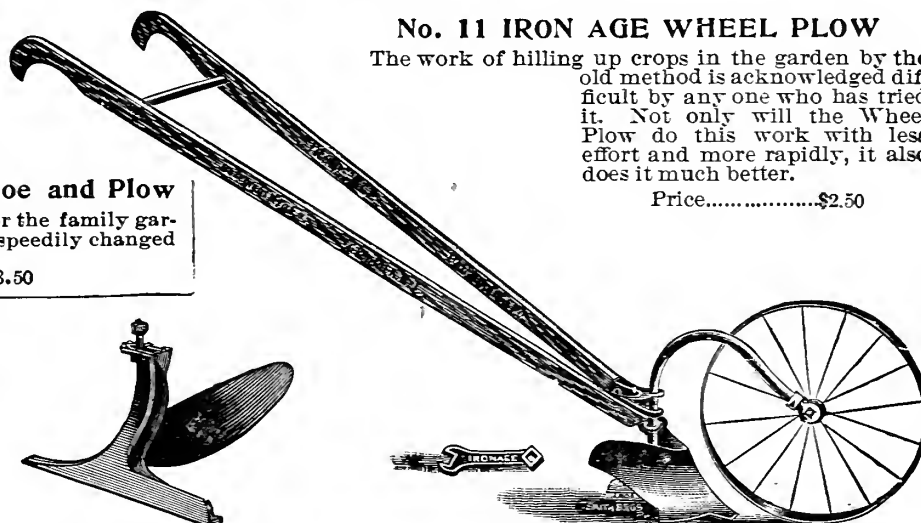 No. 11 IRON AGE WHEEL PLOW
The work of hilling up crops in the garden by the
old method is acknowledged dif
ficult by any one who has tried
it. Not only will the Whee
Plow do this work with less
effort and more rapidly, it also
does it much better.
Price..................$2.50
oe and Plow
r the family gar-
speedily changed
3.50
IRON AGE